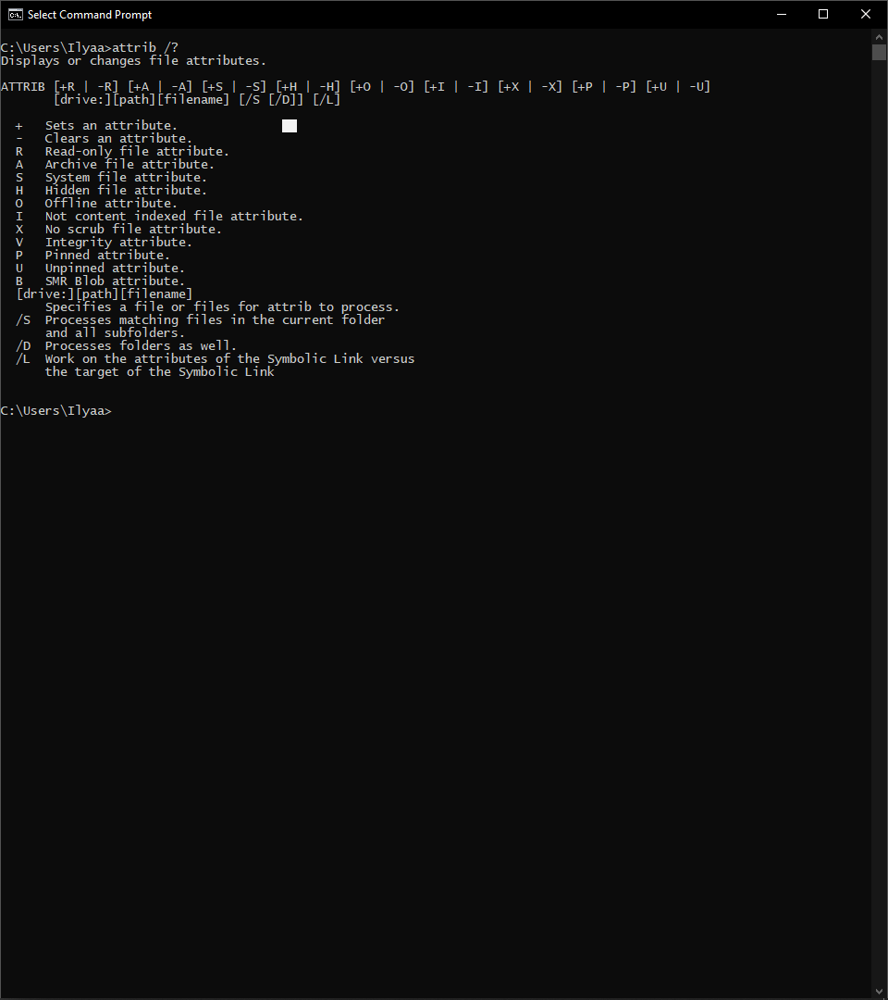 Select Command Prompt
C:\Users\Ilyaa>attrib /?
Displays or changes file attributes.
ATTRIB [+R | -R] [+A | -A] [+S | -S] [+H | -H] [+O | -O] [+I | -I] [+X | -X] [+P | -P] [+U | -U]
       [drive:][path][filename] [/S [/D]] [/L]
  +   Sets an attribute.
  -   Clears an attribute.
  R   Read-only file attribute.
  A   Archive file attribute.
  S   System file attribute.
  H   Hidden file attribute.
  O   Offline attribute.
  I   Not content indexed file attribute.
  X   No scrub file attribute.
  V   Integrity attribute.
  P   Pinned attribute.
  U   Unpinned attribute.
  B   SMR Blob attribute.
  [drive:][path][filename]
      Specifies a file or files for attrib to process.
  /S  Processes matching files in the current folder
      and all subfolders.
  /D  Processes folders as well.
  /L  Work on the attributes of the Symbolic Link versus
      the target of the Symbolic Link
C:\Users\Ilyaa>